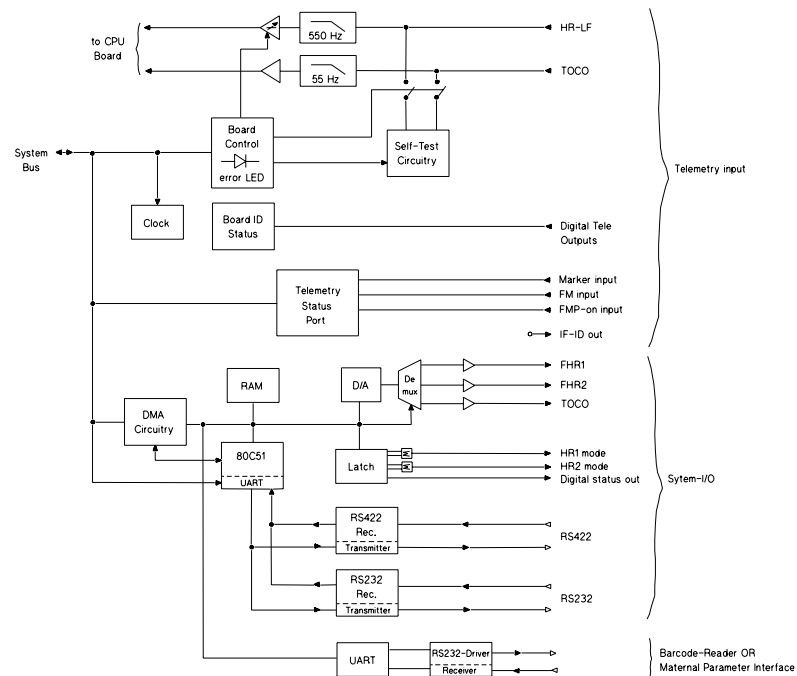 to CPU
Board
550 Hz
HR-LF
55 Hz
TOCO
System
Bus
Board
Control
error LED
Self-Test
Circuitry
Telemetry input
Clock
Board ID
Status
Digital Tele
Outputs
Telemetry
Status
Port
Marker input
FM input
FMP-on input
IF-ID out
RAM
D/A
De
mux
FHR1
FHR2
TOCO
DMA
Circuitry
80C51
UART
Latch
HR1 mode
HR2 mode
Digital status out
Sytem-I/O
RS422
Rec.
Transmitter
RS422
RS232
Rec.
Transmitter
RS232
UART
RS232-Driver
Receiver
Barcode-Reader OR
Maternal Parameter Interface